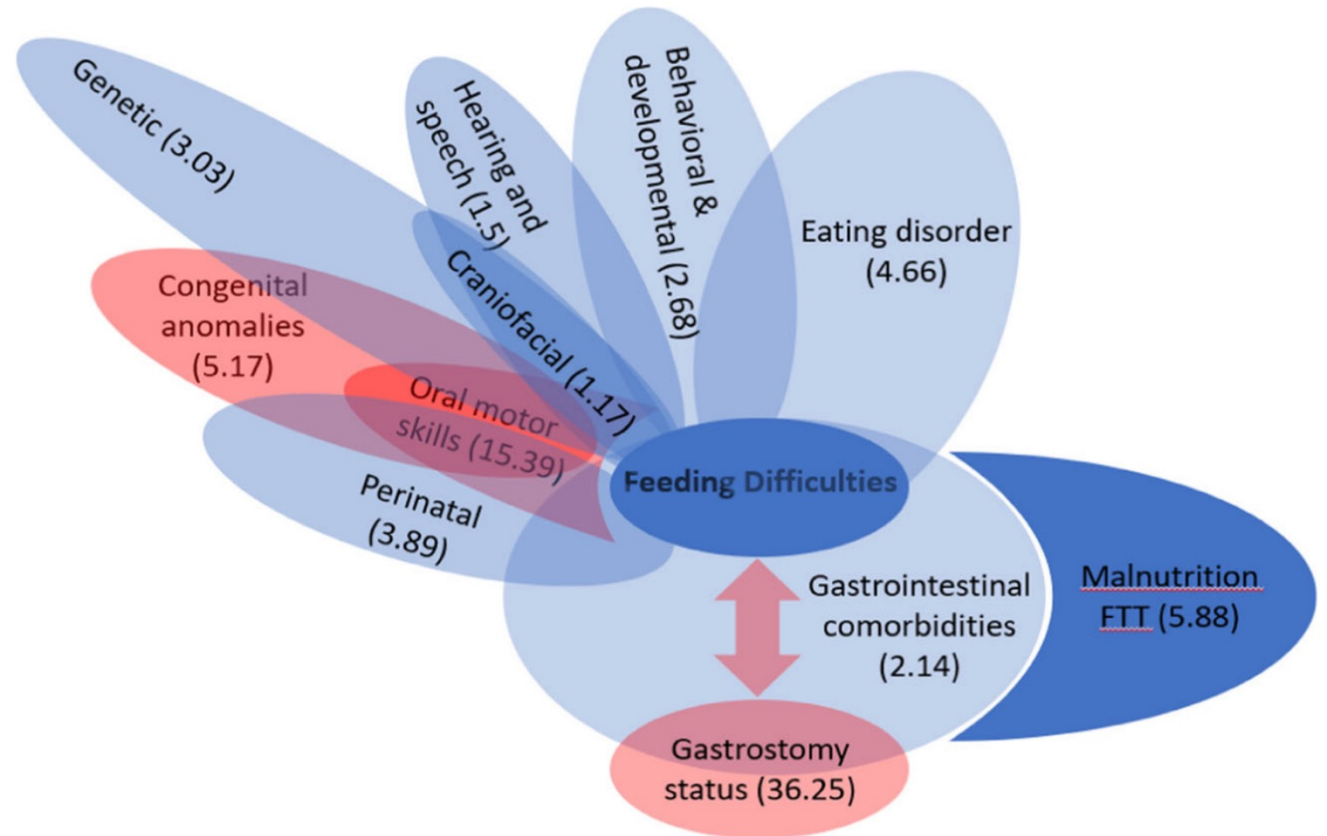 Genetic (3.03)
Hearing and
speech (1.5)
Behavioral &
developmental (2.68)
Eating disorder
(4.66)
Congenital
anomalies
(5.17)
Craniofacial (1.17)
Oral motor
skills (15.39)
Perinatal
(3.89)
Feeding Difficulties
Gastrointestinal
comorbidities
(2.14)
Malnutrition
FTT (5.88)
Gastrostomy
status (36.25)